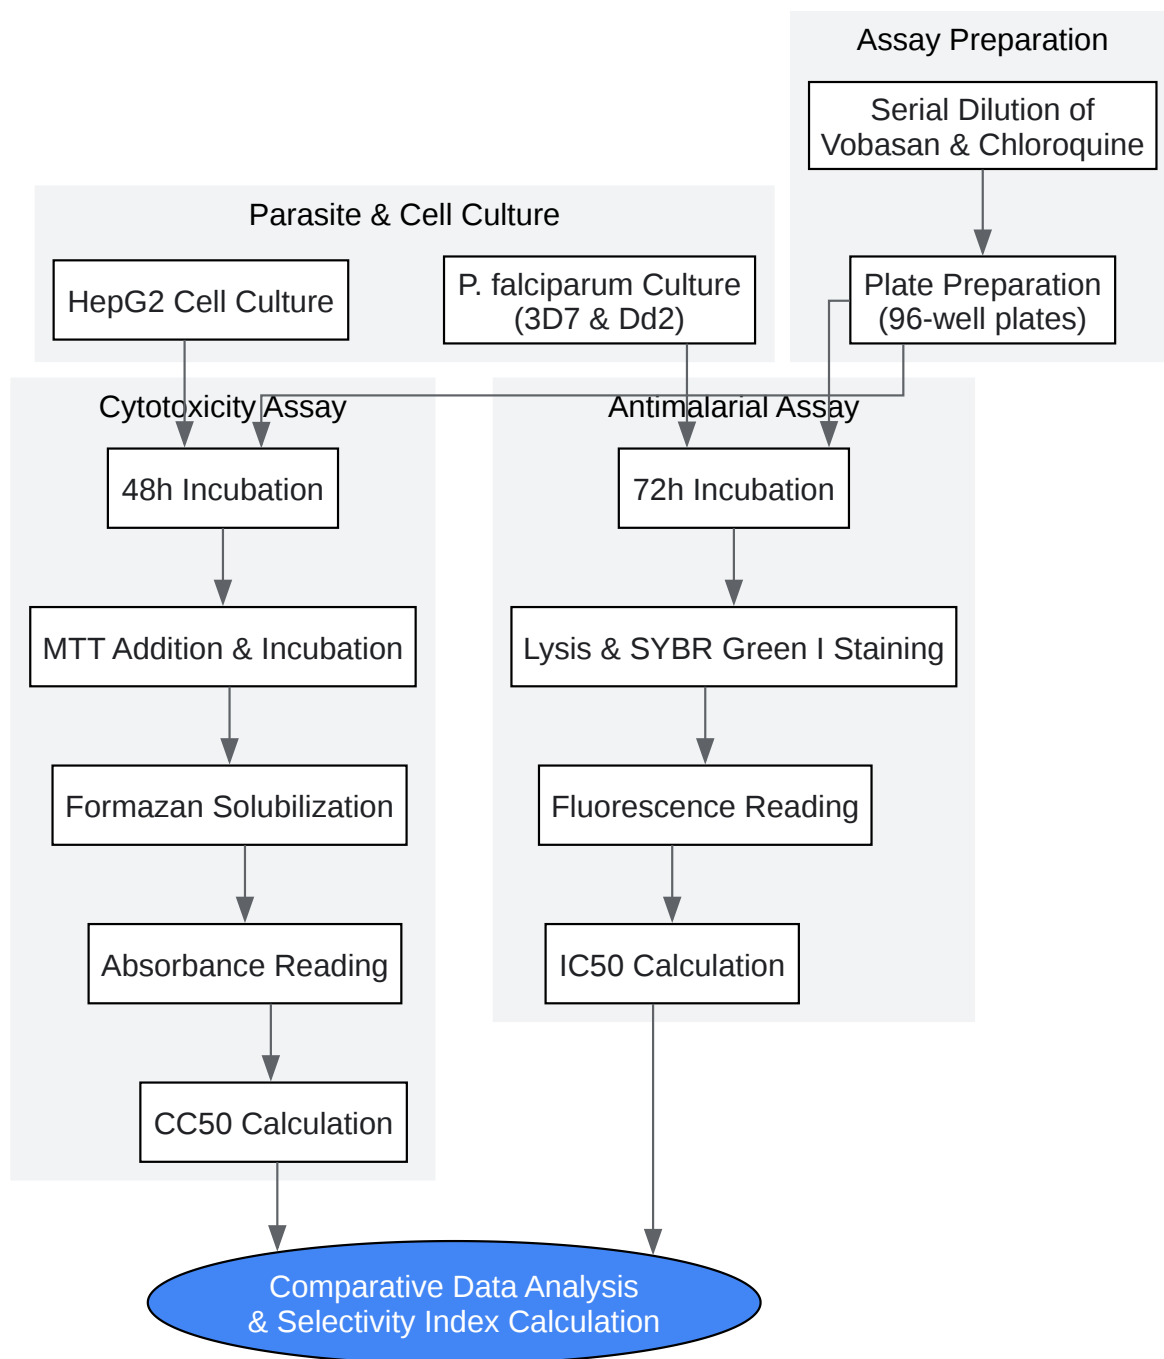 Assay Preparation
Serial Dilution of
Vobasan & Chloroquine
Parasite & Cell Culture
HepG2 Cell Culture
P. falciparum Culture
(3D7 & Dd2)
Plate Preparation
(96-well plates)
Cytotoxicity Assay
Antimalarial Assay
48h Incubation
72h Incubation
MTT Addition & Incubation
Lysis & SYBR Green I Staining
Formazan Solubilization
Fluorescence Reading
Absorbance Reading
IC50 Calculation
CC50 Calculation
Comparative Data Analysis
& Selectivity Index Calculation